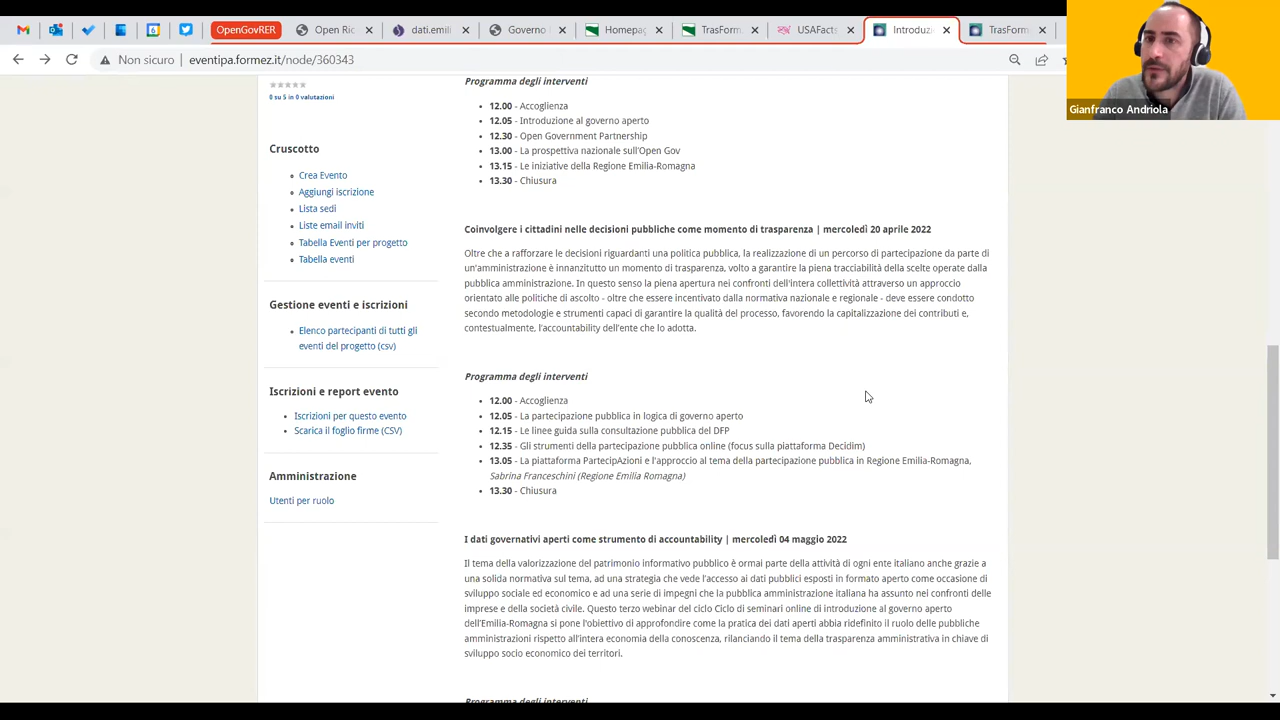 OpenGovRER
Open Ric
dati.emili
Governo
Homepag
TrasForm
USAFacts
Introduzi
TrasForm
Non sicuro
eventipa.formez.it/node/360343
Gianfranco Andriola
0 su 5 in 0 valutazioni
Cruscotto
Crea Evento
Aggiungi iscrizione
Lista sedi
Liste email inviti
Tabella Eventi per progetto
Tabella eventi
Gestione eventi e iscrizioni
Elenco partecipanti di tutti gli
eventi del progetto (csv)
Iscrizioni e report evento
Iscrizioni per questo evento
Scarica il foglio firme (CSV)
Amministrazione
Utenti per ruolo
Programma degli interventi
12.00 - Accoglienza
12.05 - Introduzione al governo aperto
12.30 - Open Government Partnership
13.00 - La prospettiva nazionale sull'Open Gov
13.15 - Le iniziative della Regione Emilia-Romagna
13.30 - Chiusura
Coinvolgere i cittadini nelle decisioni pubbliche come momento di trasparenza | mercoledì 20 aprile 2022
Oltre che a rafforzare le decisioni riguardanti una politica pubblica, la realizzazione di un percorso di partecipazione da parte di
un'amministrazione è innanzitutto un momento di trasparenza, volto a garantire la piena tracciabilità della scelte operate dalla
pubblica amministrazione. In questo senso la piena apertura nei confronti dell'intera collettività attraverso un approccio
orientato alle politiche di ascolto - oltre che essere incentivato dalla normativa nazionale e regionale - deve essere condotto
secondo metodologie e strumenti capaci di garantire la qualità del processo, favorendo la capitalizzazione dei contributi e,
contestualmente, l'accountability dell'ente che lo adotta.
Programma degli interventi
12.00 - Accoglienza
12.05 - La partecipazione pubblica in logica di governo aperto
12.15 - Le linee guida sulla consultazione pubblica del DFP
12.35 - Gli strumenti della partecipazione pubblica online (focus sulla piattaforma Decidim)
13.05 - La piattaforma PartecipAzioni e l'approccio al tema della partecipazione pubblica in Regione Emilia-Romagna,
Sabrina Franceschini (Regione Emilia Romagna)
13.30 - Chiusura
I dati governativi aperti come strumento di accountability | mercoledì 04 maggio 2022
Il tema della valorizzazione del patrimonio informativo pubblico è ormai parte della attività di ogni ente italiano anche grazie a
una solida normativa sul tema, ad una strategia che vede l'accesso ai dati pubblici esposti in formato aperto come occasione di
sviluppo sociale ed economico e ad una serie di impegni che la pubblica amministrazione italiana ha assunto nei confronti delle
imprese e della società civile. Questo terzo webinar del ciclo Ciclo di seminari online di introduzione al governo aperto
dell'Emilia-Romagna si pone l'obiettivo di approfondire come la pratica dei dati aperti abbia ridefinito il ruolo delle pubbliche
amministrazioni rispetto all'intera economia della conoscenza, rilanciando il tema della trasparenza amministrativa in chiave di
sviluppo socio economico dei territori.
Programma degli interventi